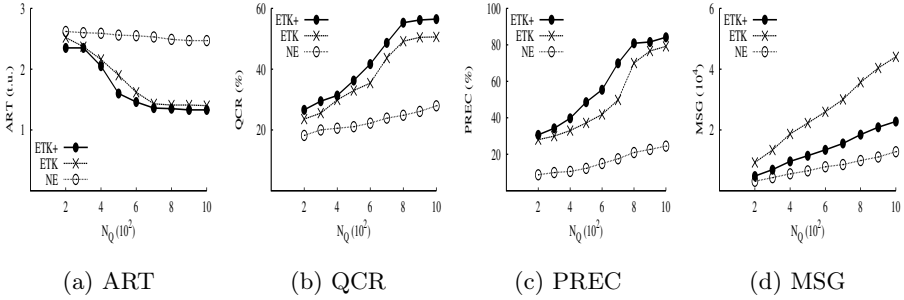 3
2
1
ART (t.u.)
ETK+
ETK
NE
2 4 6 8 10
N_Q (10^2)
(a) ART
60
40
20
QCR (%)
ETK+
ETK
NE
2 4 6 8 10
N_Q (10^2)
(b) QCR
100
80
60
40
20
PREC (%)
ETK+
ETK
NE
2 4 6 8 10
N_Q (10^2)
(c) PREC
6
4
2
MSG (10^4)
ETK
ETK+
NE
2 4 6 8 10
N_Q (10^2)
(d) MSG